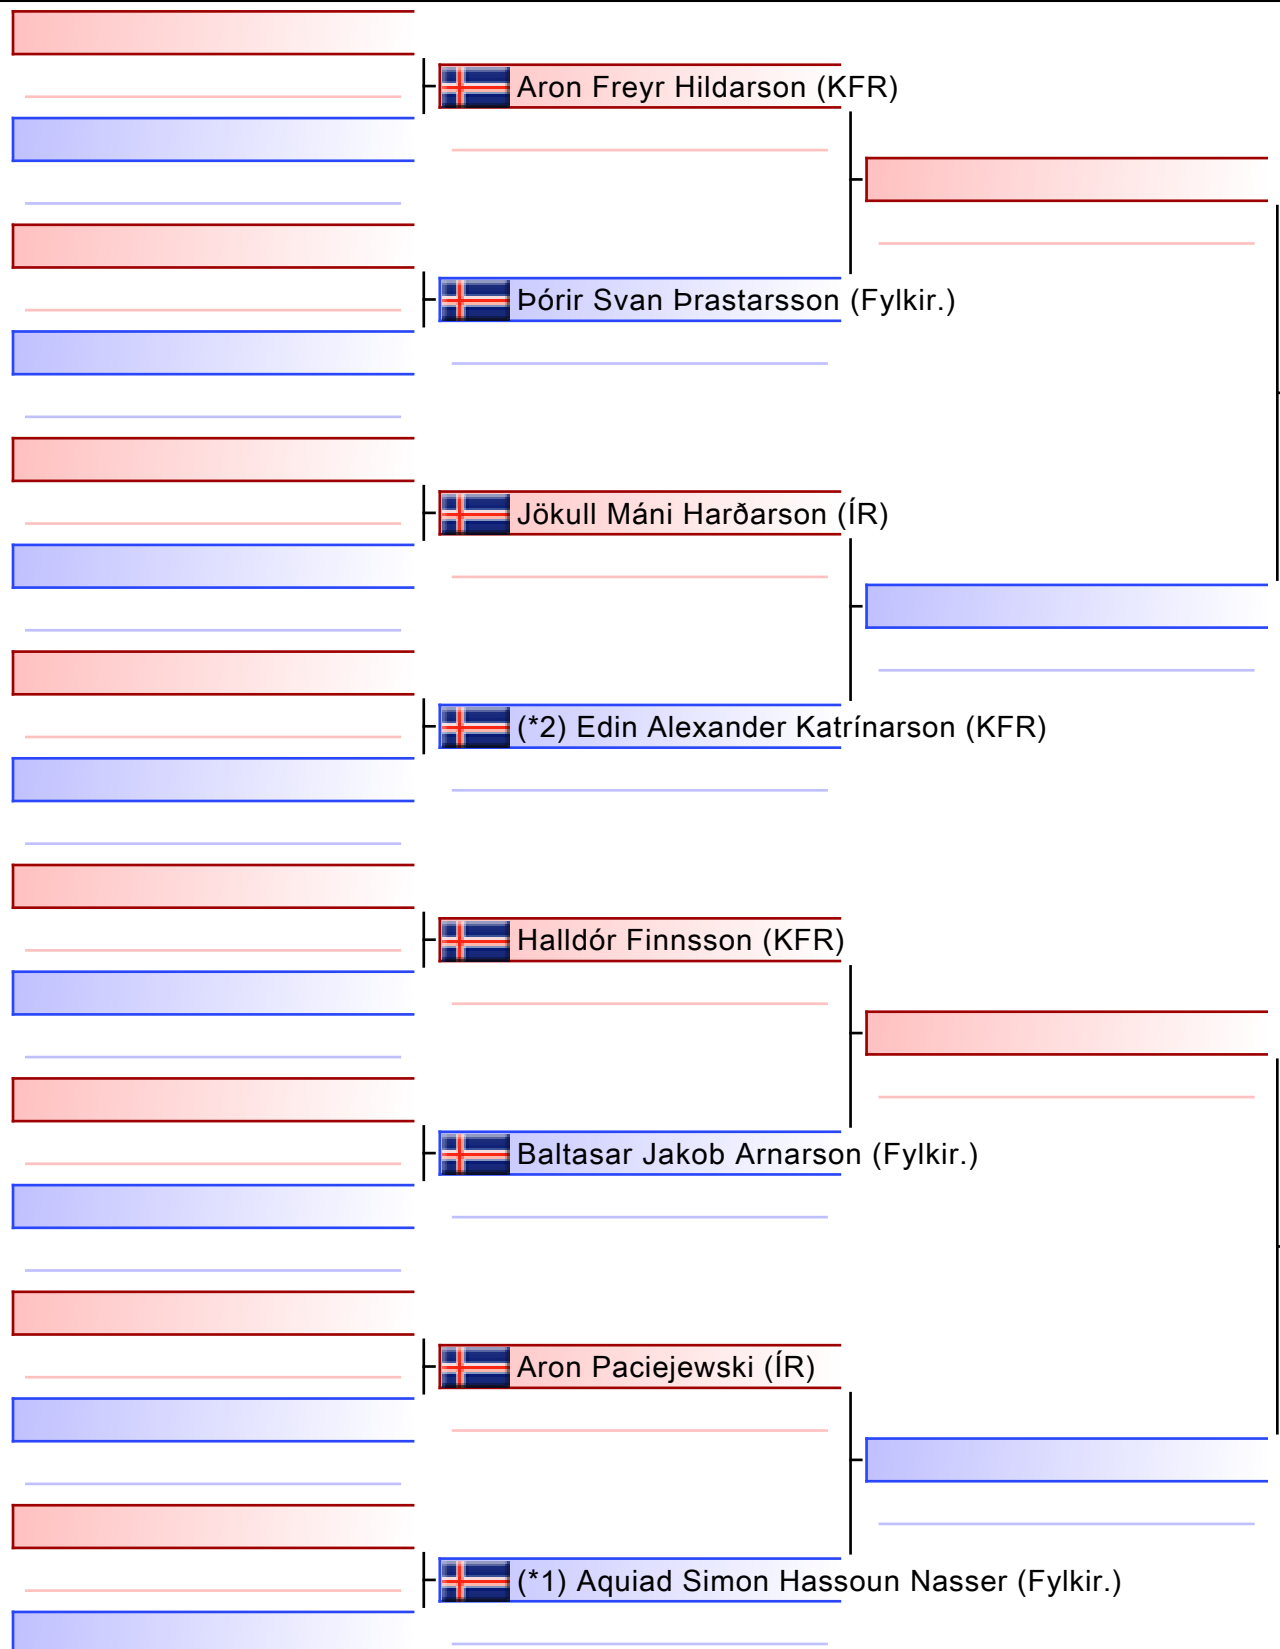 Aron Freyr Hildarson (KFR)
Þórir Svan Þrastarsson (Fylkir.)
Jökull Máni Harðarson (ÍR)
(*2) Edin Alexander Katrínarson (KFR)
Halldór Finnsson (KFR)
Baltasar Jakob Arnarson (Fylkir.)
Aron Paciejewski (ÍR)
(*1) Aquiad Simon Hassoun Nasser (Fylkir.)